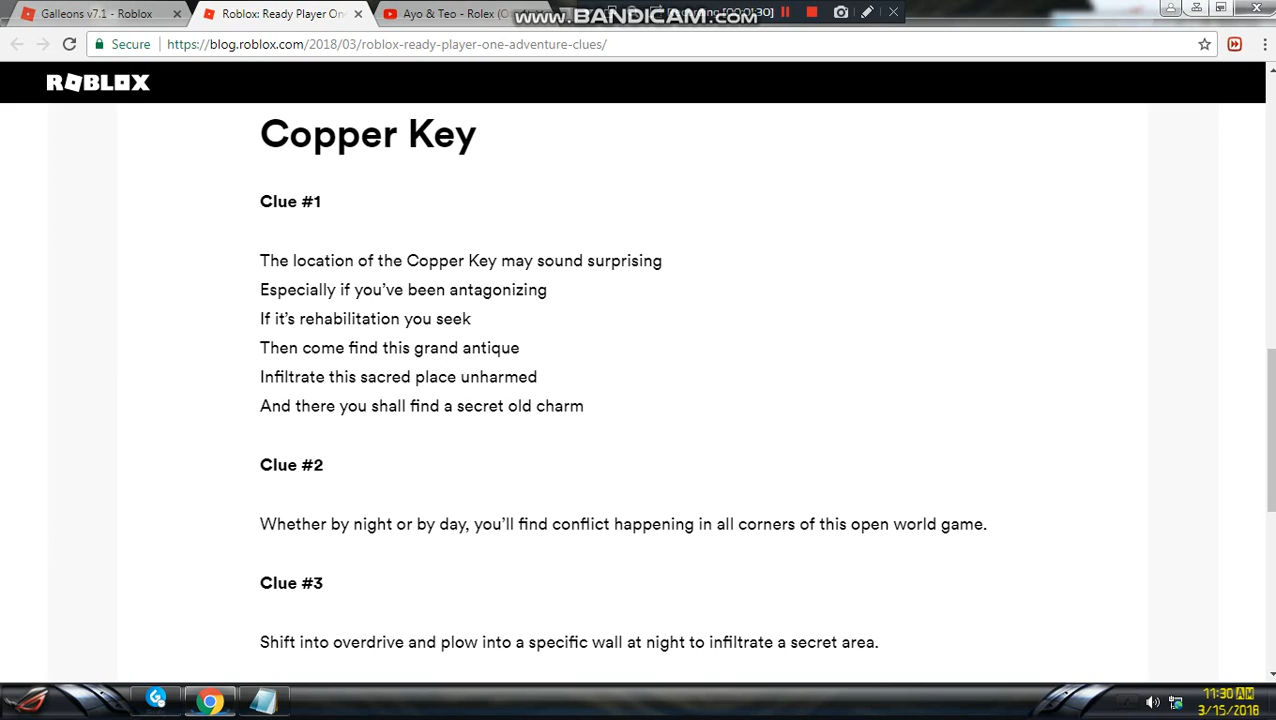 Galleons v7.1 - Roblox
Roblox: Ready Player On
Ayo & Teo - Rolex (
www.BANDICAM.com
Secure
https://blog.roblox.com/2018/03/roblox-ready-player-one-adventure-clues/
ROBLOX
Copper Key
Clue #1
The location of the Copper Key may sound surprising
Especially if you've been antagonizing
If it's rehabilitation you seek
Then come find this grand antique
Infiltrate this sacred place unharmed
And there you shall find a secret old charm
Clue #2
Whether by night or by day, you'll find conflict happening in all corners of this open world game.
Clue #3
Shift into overdrive and plow into a specific wall at night to infiltrate a secret area.
11:30 AM
3/15/2018